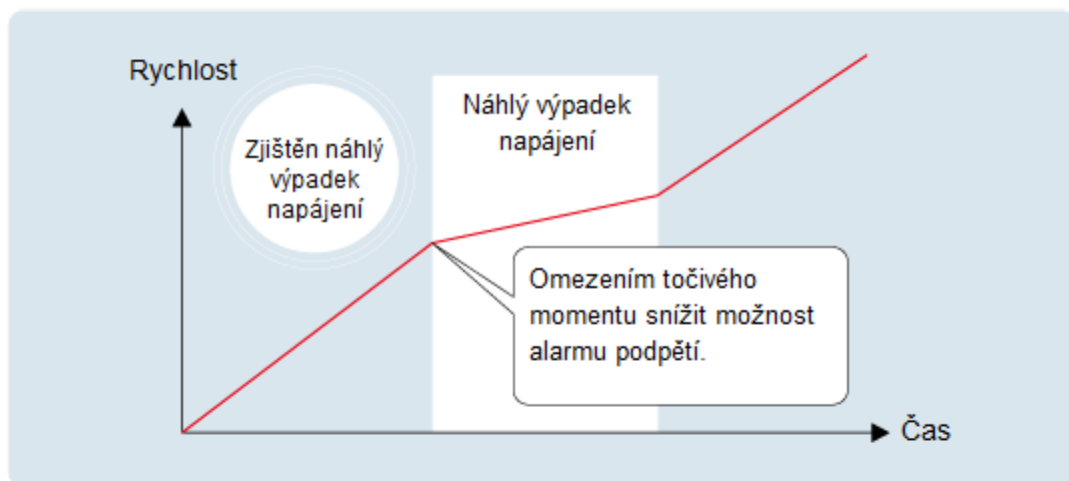 Rychlost
Zjištěn náhlý
výpadek
napájení
Náhlý výpadek
napájení
Omezením točivého
momentu snížit možnost
alarmu podpětí.
Čas